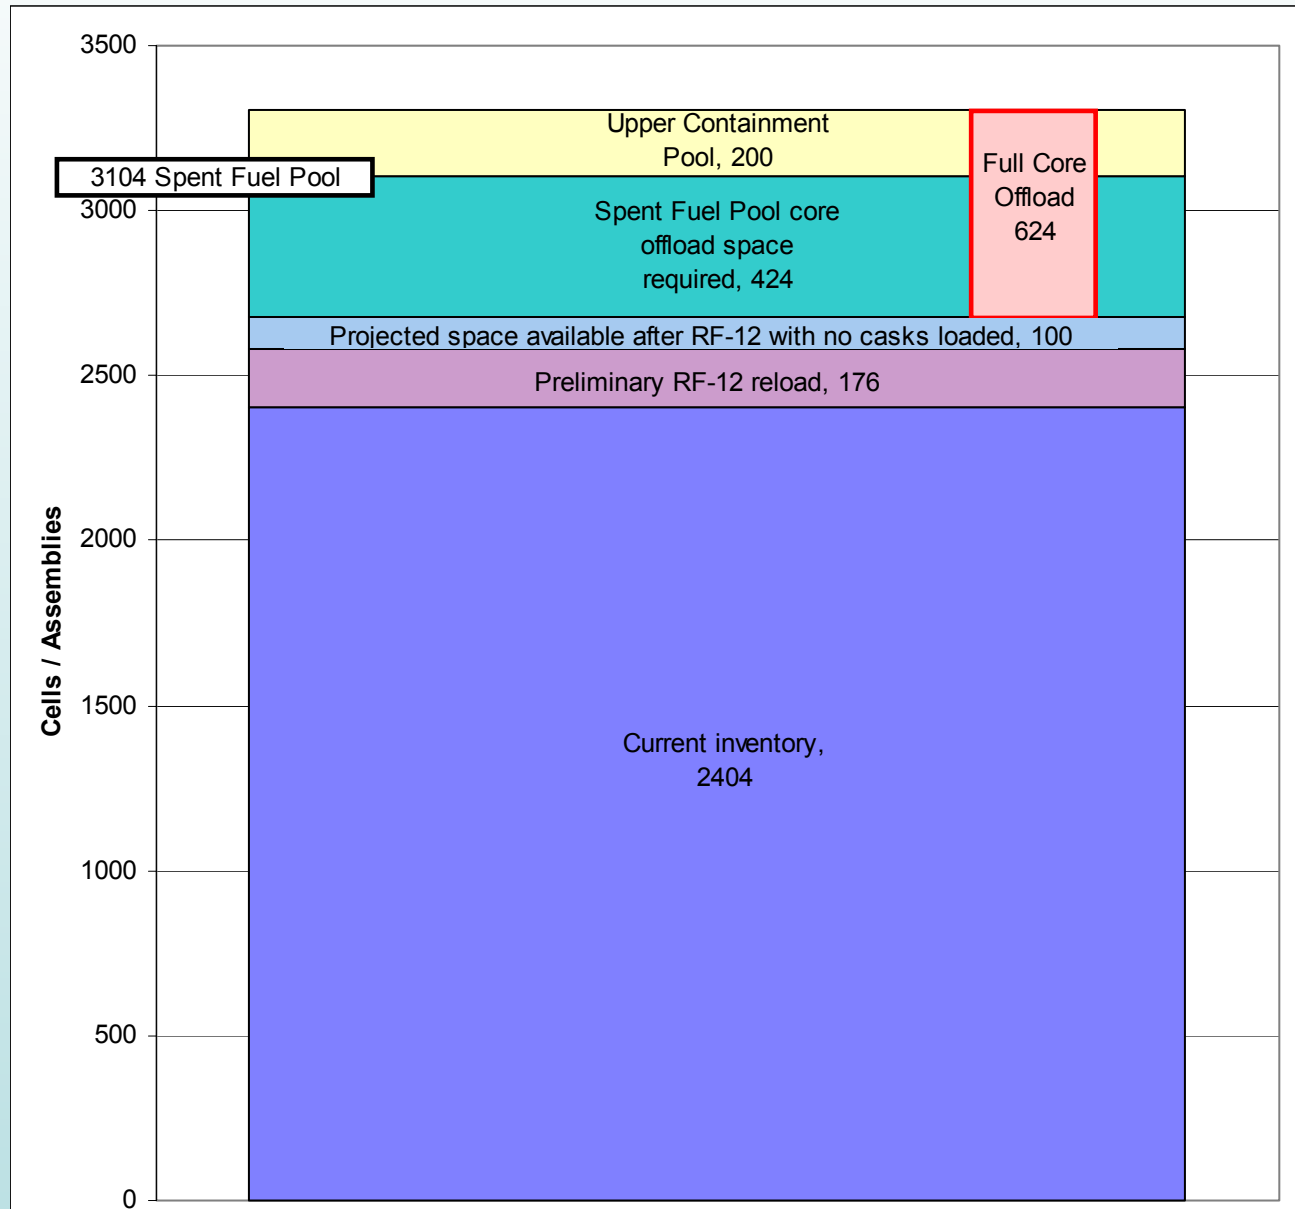 3500
Upper Containment
Pool, 200
Full Core
Offload
624
3104 Spent Fuel Pool
3000
Spent Fuel Pool core
offload space
required, 424
Projected space available after RF-12 with no casks loaded, 100
2500
Preliminary RF-12 reload, 176
Cells / Assemblies
2000
1500
Current inventory,
2404
1000
500
0